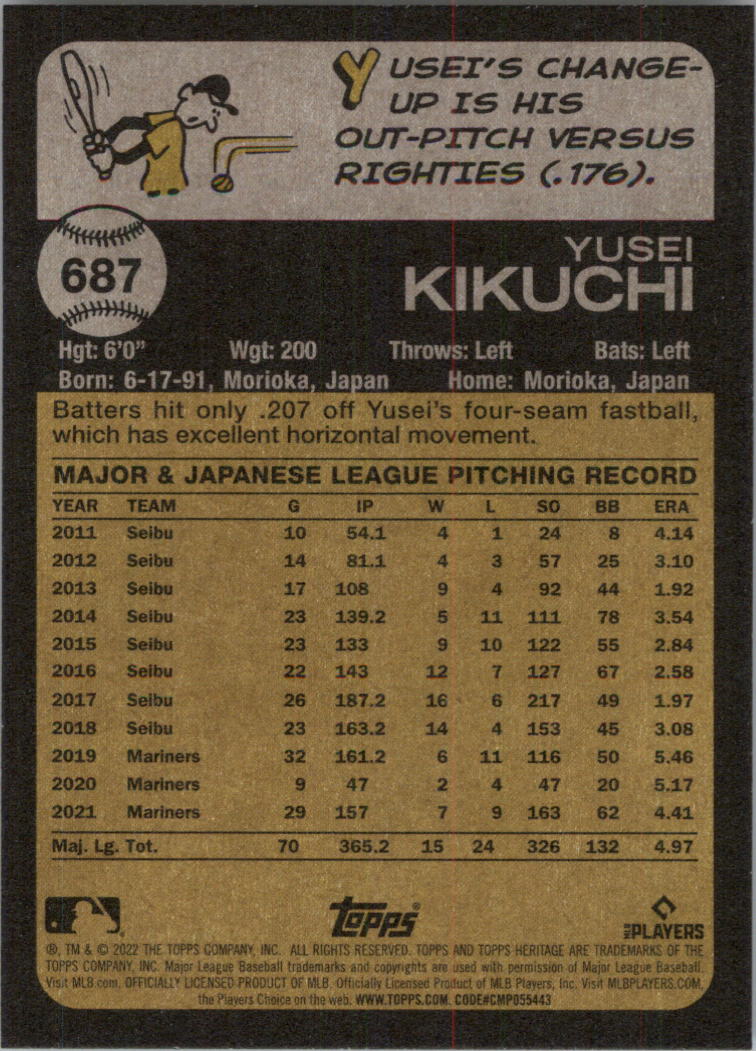 YUSEI'S CHANGE-
UP IS HIS
OUT-PITCH VERSUS
RIGHTIES (.176).
687
YUSEI
KIKUCHI
Hgt: 6'0" Wgt: 200 Throws: Left Bats: Left
Born: 6-17-91, Morioka, Japan Home: Morioka, Japan
Batters hit only .207 off Yusei's four-seam fastball,
which has excellent horizontal movement.
MAJOR & JAPANESE LEAGUE PITCHING RECORD
YEAR TEAM G IP W L SO BB ERA
2011 Seibu 10 54.1 4 1 24 8 4.14
2012 Seibu 14 81.1 4 3 57 25 3.10
2013 Seibu 17 108 9 4 92 44 1.92
2014 Seibu 23 139.2 5 11 111 78 3.54
2015 Seibu 23 133 9 10 122 55 2.84
2016 Seibu 22 143 12 7 127 67 2.58
2017 Seibu 26 187.2 16 6 217 49 1.97
2018 Seibu 23 163.2 14 4 153 45 3.08
2019 Mariners 32 161.2 6 11 116 50 5.46
2020 Mariners 9 47 2 4 47 20 5.17
2021 Mariners 29 157 7 9 163 62 4.41
Maj. Lg. Tot. 70 365.2 15 24 326 132 4.97
Topps® MLB PLAYERS
®, TM & © 2022 THE TOPPS COMPANY, INC. ALL RIGHTS RESERVED. TOPPS AND TOPPS HERITAGE ARE TRADEMARKS OF THE
TOPPS COMPANY, INC. Major League Baseball trademarks and copyrights are used with permission of Major League Baseball.
Visit MLB.com. OFFICIALLY LICENSED PRODUCT OF MLB. Officially Licensed Product of MLB Players, Inc. Visit MLBPLAYERS.COM,
the Players Choice on the web. WWW.TOPPS.COM. CODE#CMP055443